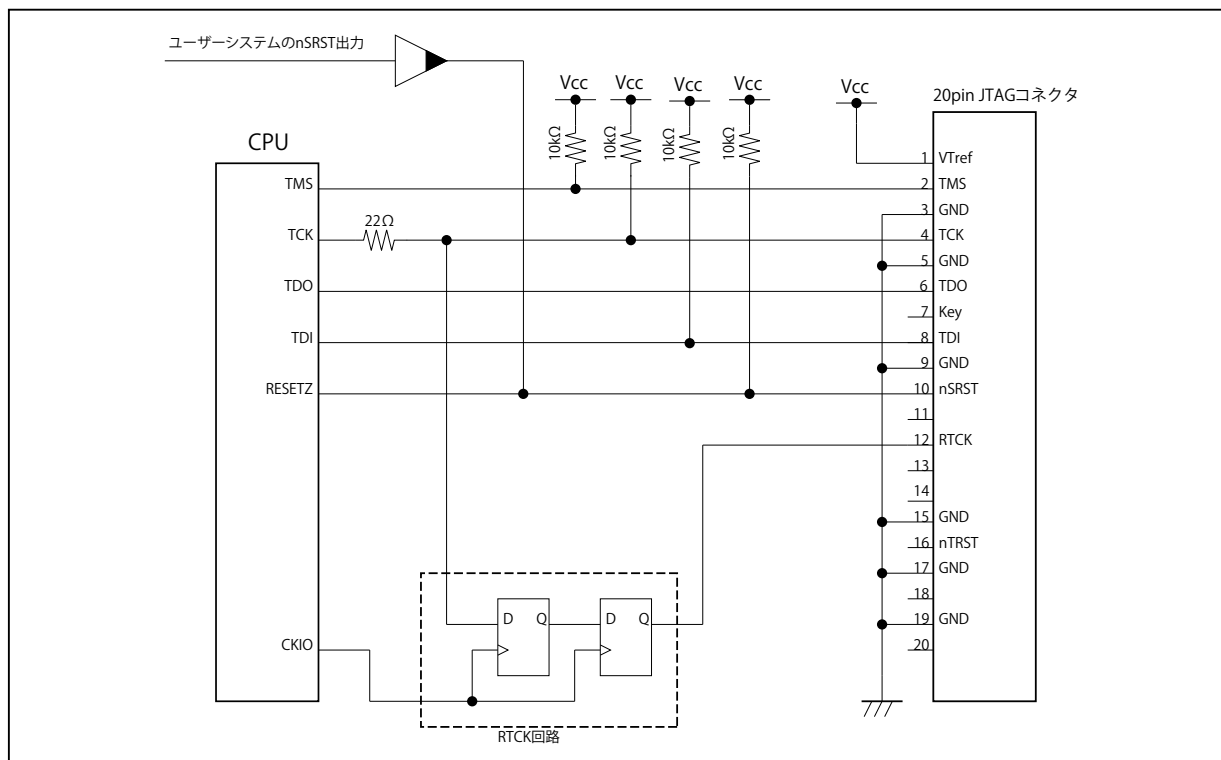 ユーザーシステムのnSRST出力
Vcc
Vcc
Vcc
Vcc
Vcc
20pin JTAGコネクタ
10kΩ
10kΩ
10kΩ
10kΩ
CPU
TMS
TCK
TDO
TDI
RESETZ
CKIO
22Ω
1 VTref
2 TMS
3 GND
4 TCK
5 GND
6 TDO
7 Key
8 TDI
9 GND
10 nSRST
11
12 RTCK
13
14
15 GND
16 nTRST
17 GND
18
19 GND
20
D Q
D Q
RTCK回路